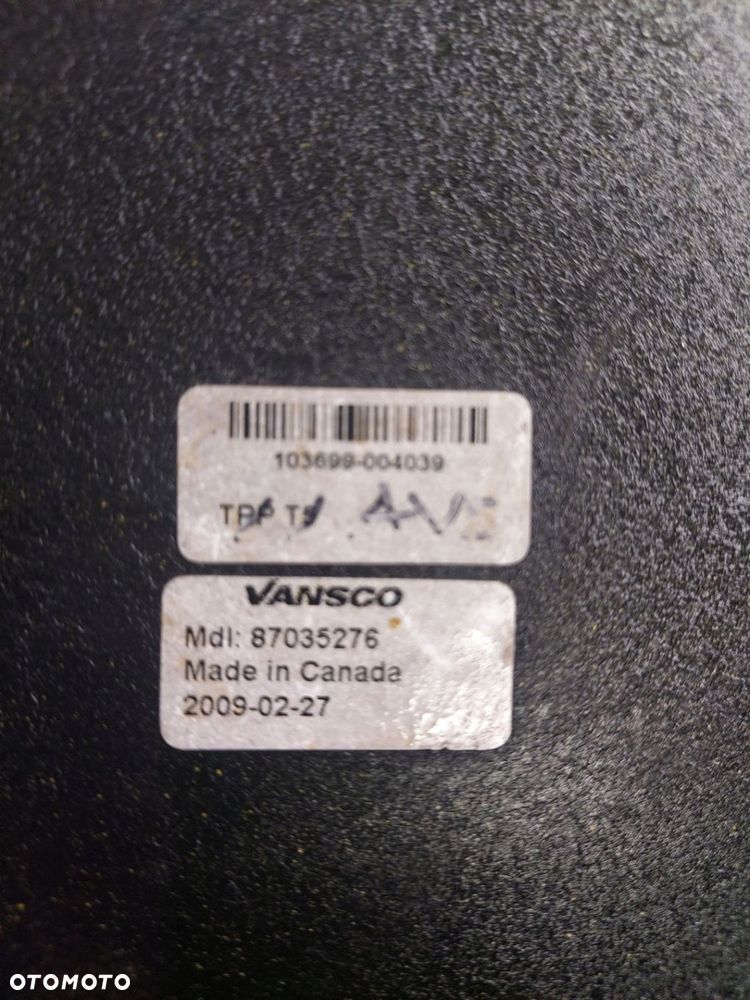 103699-004039
VANSCO
Mdl: 87035276
Made in Canada
2009-02-27
OTOMOTO